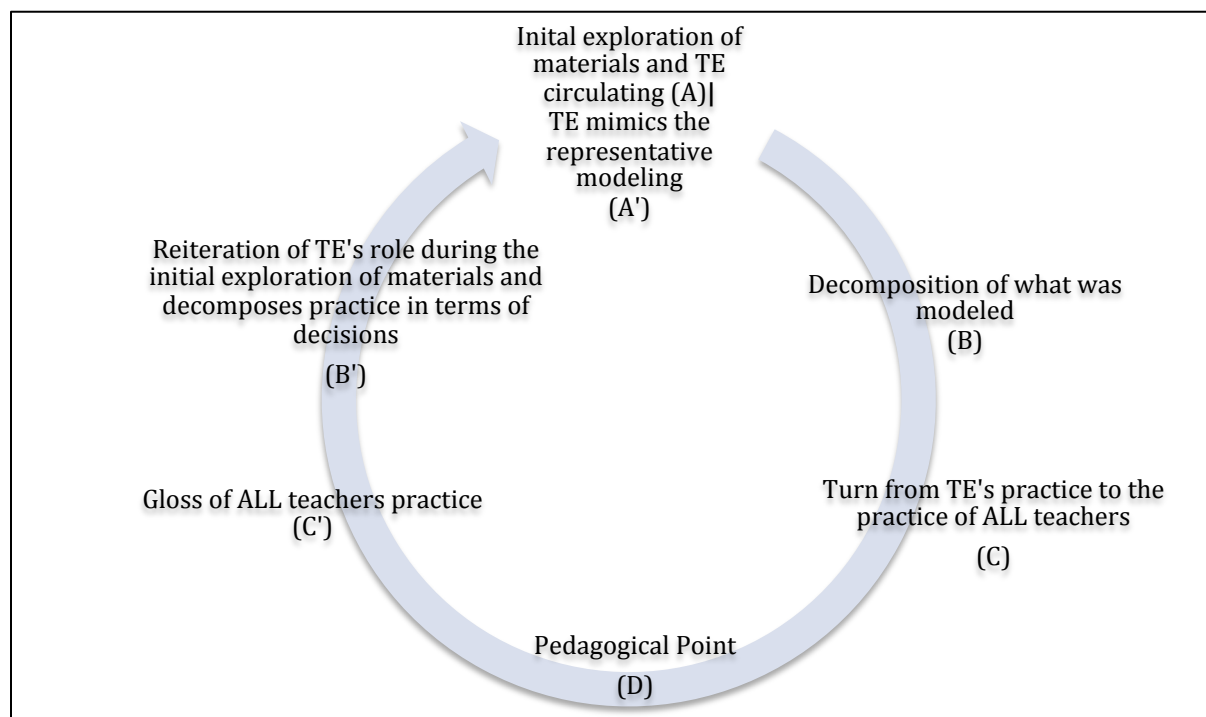 Inital exploration of
materials and TE
circulating (A)|
TE mimics the
representative
modeling
(A')
Decomposition of what was
modeled
(B)
Turn from TE's practice to the
practice of ALL teachers
(C)
Pedagogical Point
(D)
Gloss of ALL teachers practice
(C')
Reiteration of TE's role during the
initial exploration of materials and
decomposes practice in terms of
decisions
(B')